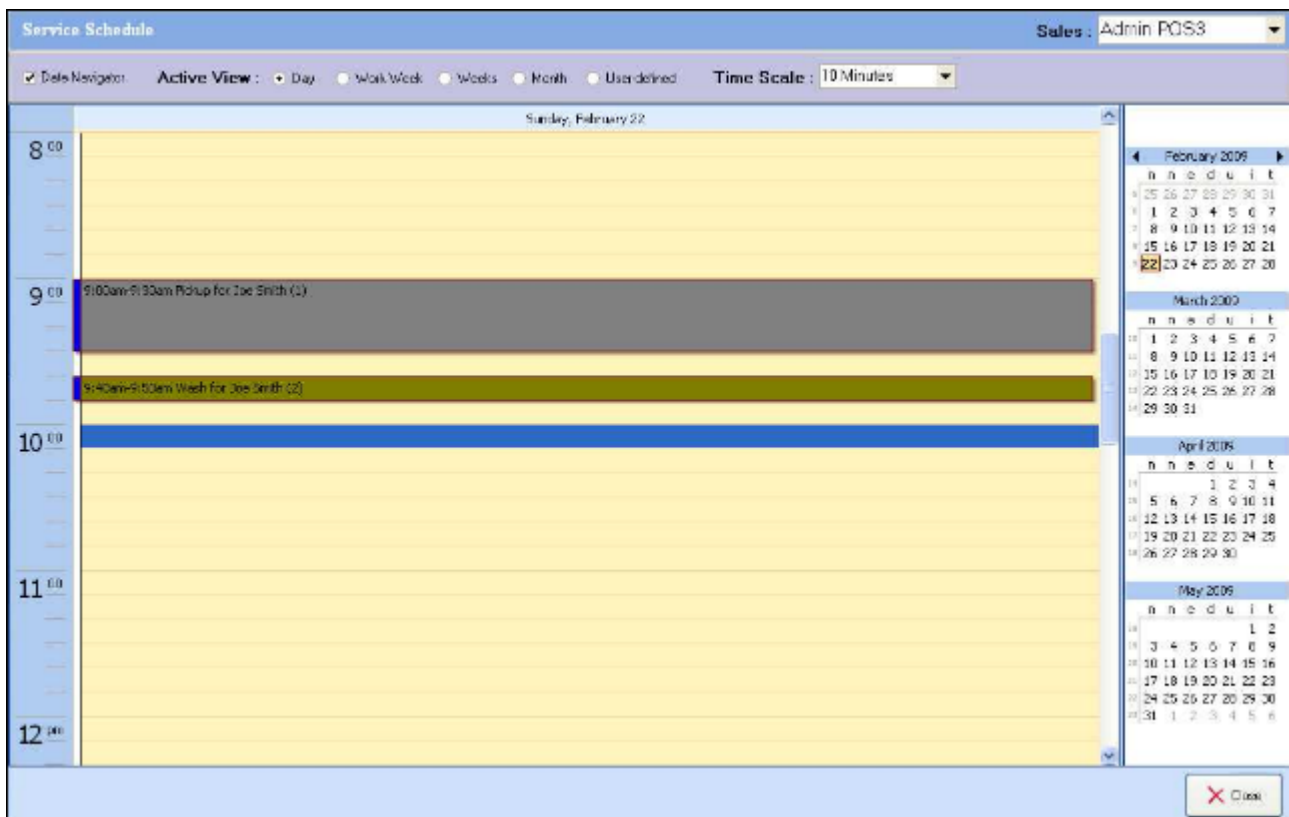 Service Schedule
Sales : Admin POS3
Date Navigator Active View : Day Work Week Weeks Month User-defined Time Scale : 10 Minutes
Sunday, February 22
8 00
9 00
9:00am-9:30am Pickup for Joe Smith (1)
9:40am-9:50am Wash for Joe Smith (2)
10 00
11 00
12 pm
February 2009
n n e d u i t
25 26 27 28 29 30 31
1 2 3 4 5 6 7
8 9 10 11 12 13 14
15 16 17 18 19 20 21
22 23 24 25 26 27 28
March 2009
n n e d u i t
1 2 3 4 5 6 7
8 9 10 11 12 13 14
15 16 17 18 19 20 21
22 23 24 25 26 27 28
29 30 31
April 2009
n n e d u i t
1 2 3 4
5 6 7 8 9 10 11
12 13 14 15 16 17 18
19 20 21 22 23 24 25
26 27 28 29 30
May 2009
n n e d u i t
1 2
3 4 5 6 7 8 9
10 11 12 13 14 15 16
17 18 19 20 21 22 23
24 25 26 27 28 29 30
31 1 2 3 4 5 6
Close